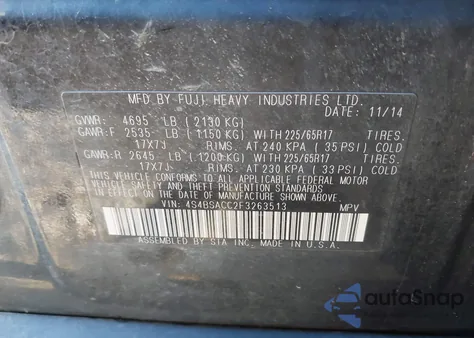 MFD BY FUJI HEAVY INDUSTRIES LTD.
DATE: 11/14
GVWR: 4695 LB (2130 KG)
GAWR:F 2535 LB (1150 KG) WITH 225/65R17 TIRES.
17X7J RIMS. AT 240 KPA (35 PSI) COLD
GAWR:R 2645 LB (1200 KG) WITH 225/65R17 TIRES.
17X7J RIMS. AT 230 KPA (33 PSI) COLD
THIS VEHICLE CONFORMS TO ALL APPLICABLE FEDERAL MOTOR
VEHICLE SAFETY, BUMPER, AND THEFT PREVENTION STANDARDS
IN EFFECT ON THE DATE OF MANUFACTURE SHOWN ABOVE.
VIN: 4S4BSACC2F3263513 MPV
ASSEMBLED BY SIA INC. MADE IN U.S.A.
autoSnap